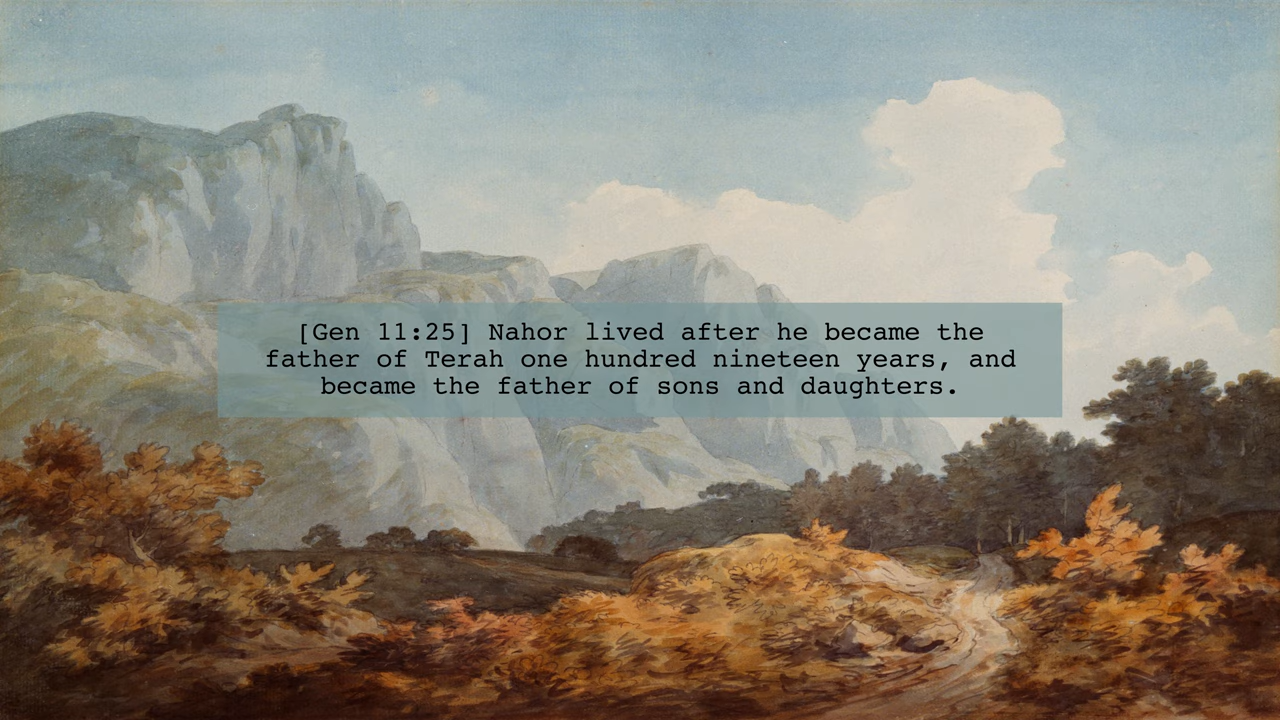 [Gen 11:25] Nahor lived after he became the
father of Terah one hundred nineteen years, and
became the father of sons and daughters.